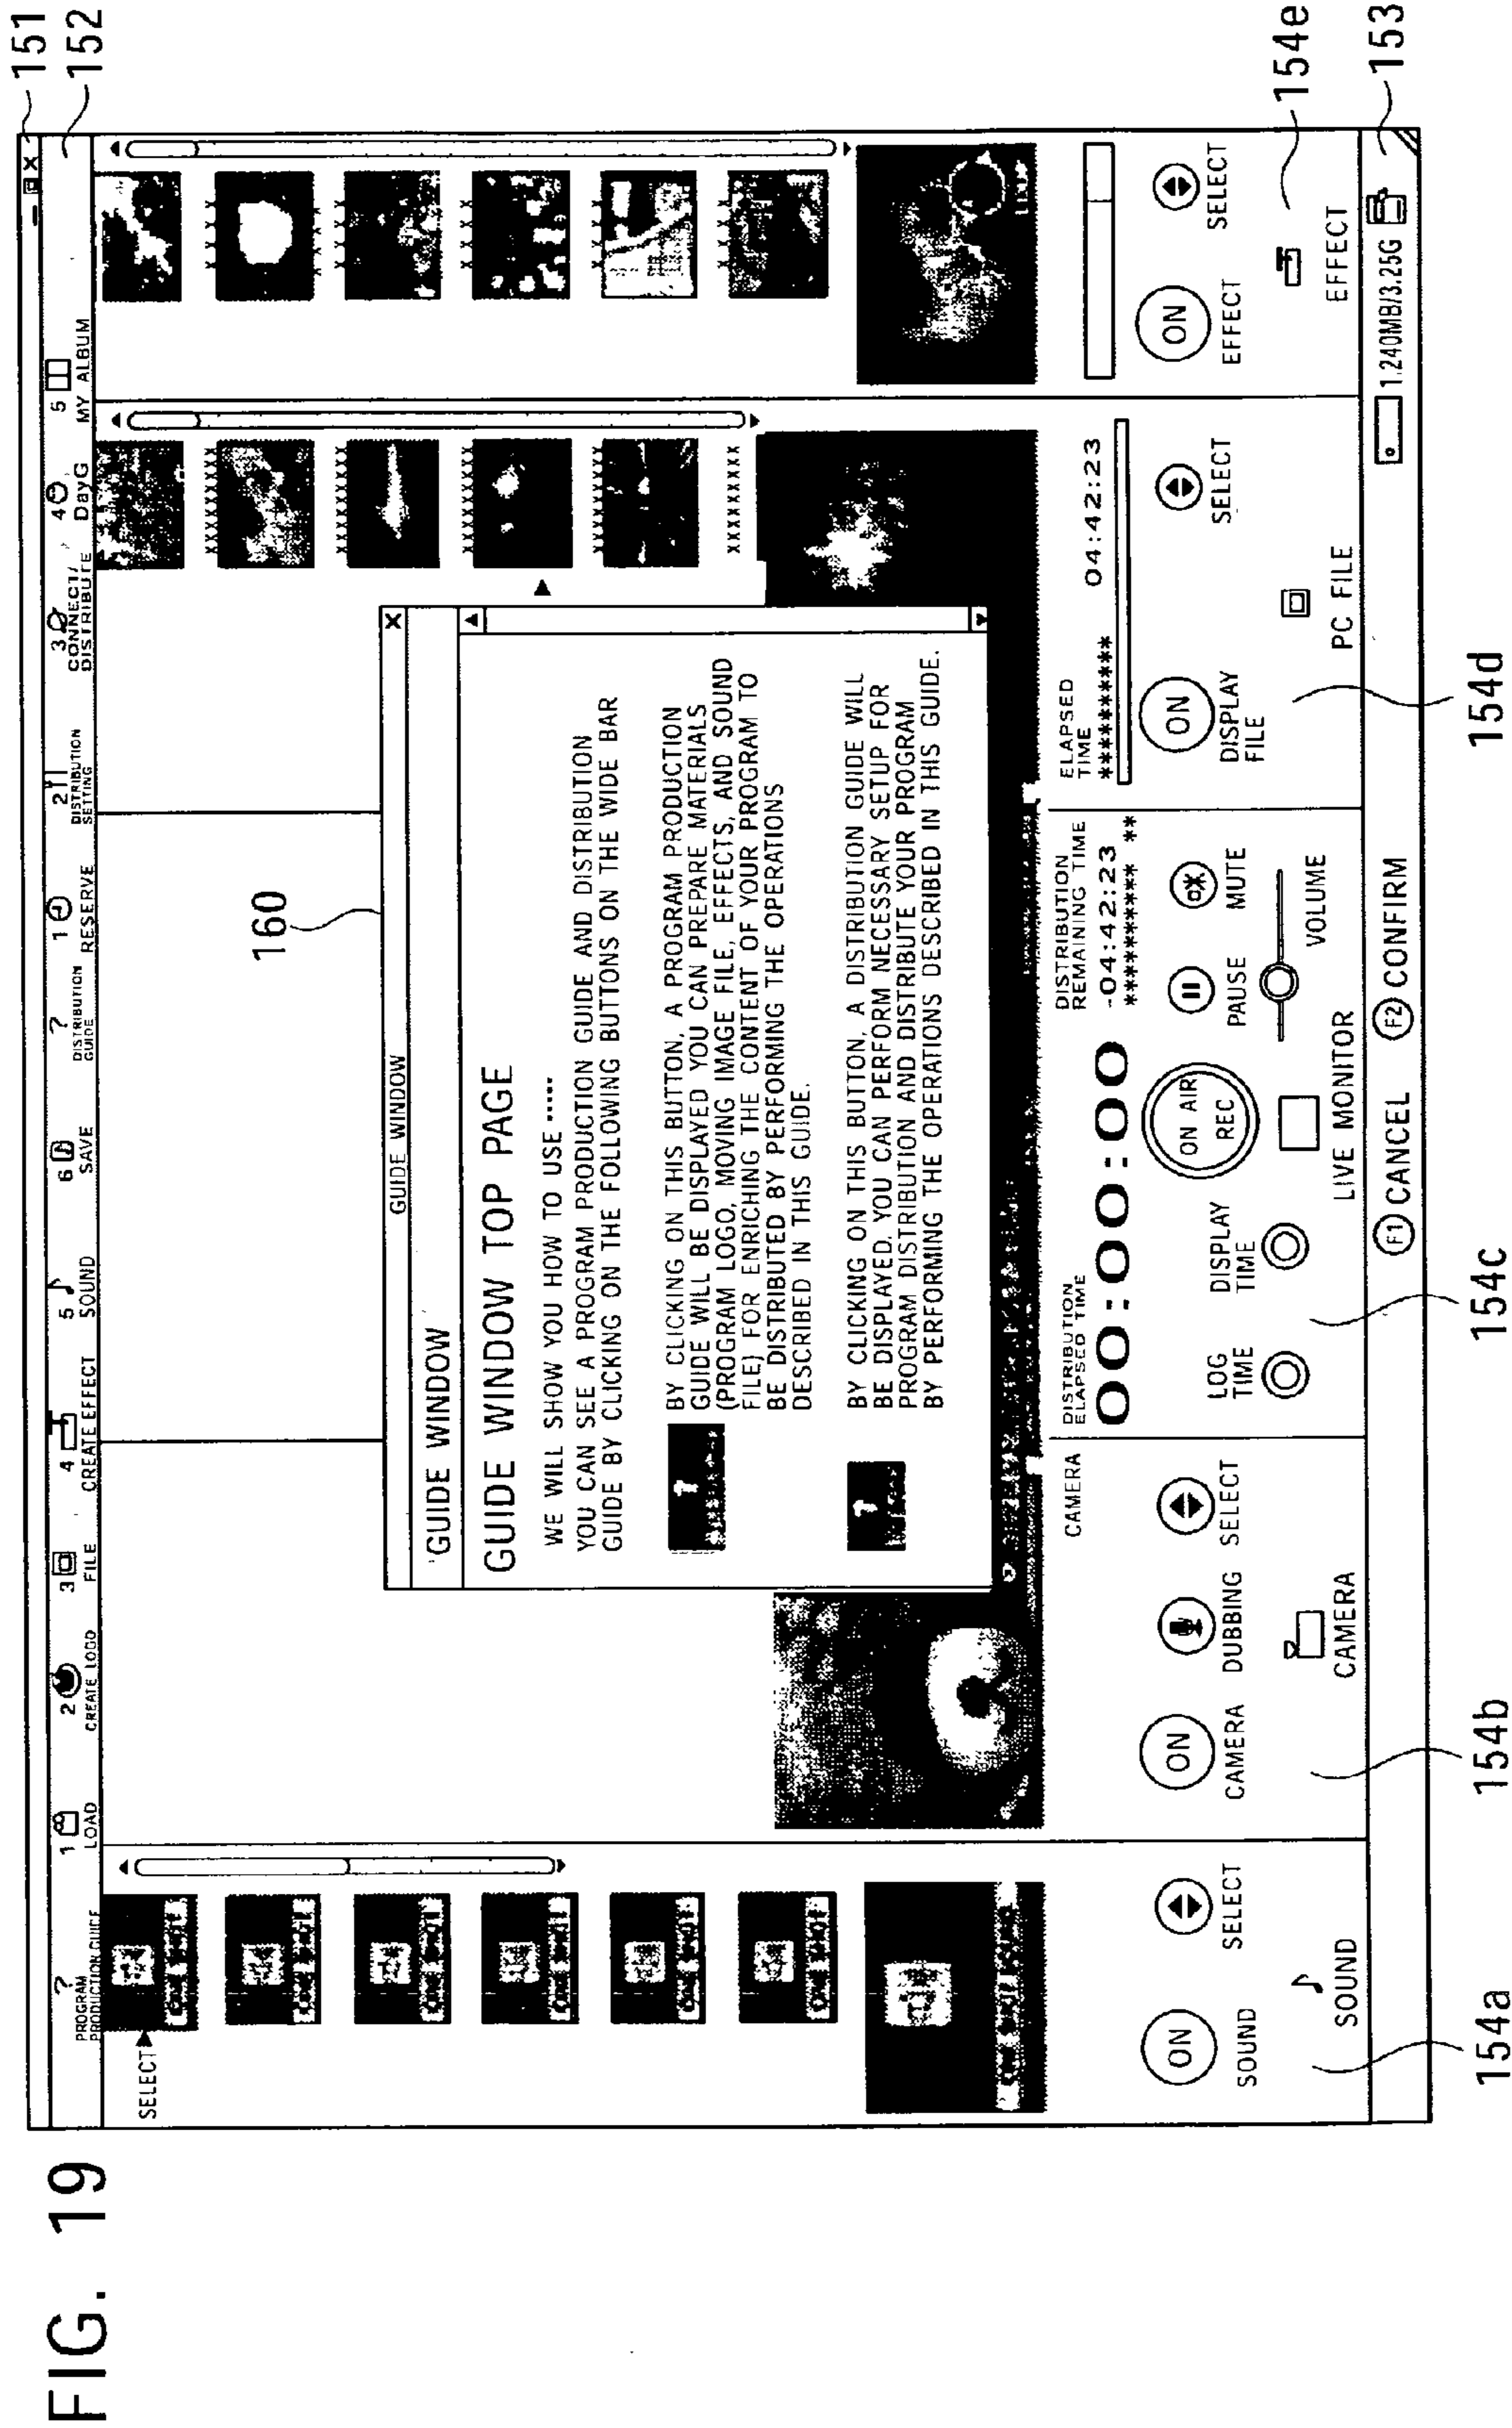 FIG. 19
151
152
? PROGRAM PRODUCTION GUIDE
1 LOAD
2 CREATE LOGO
3 FILE
4 CREATE EFFECT
5 SOUND
6 SAVE
? DISTRIBUTION GUIDE
1 RESERVE
2 DISTRIBUTION SETTING
3 CONNECT/ DISTRIBUTE
4 DayG
5 MY ALBUM
SELECT
160
GUIDE WINDOW
GUIDE WINDOW
GUIDE WINDOW TOP PAGE
WE WILL SHOW YOU HOW TO USE .....
YOU CAN SEE A PROGRAM PRODUCTION GUIDE AND DISTRIBUTION
GUIDE BY CLICKING ON THE FOLLOWING BUTTONS ON THE WIDE BAR
BY CLICKING ON THIS BUTTON, A PROGRAM PRODUCTION
GUIDE WILL BE DISPLAYED YOU CAN PREPARE MATERIALS
(PROGRAM LOGO, MOVING IMAGE FILE, EFFECTS, AND SOUND
FILE) FOR ENRICHING THE CONTENT OF YOUR PROGRAM TO
BE DISTRIBUTED BY PERFORMING THE OPERATIONS
DESCRIBED IN THIS GUIDE.
BY CLICKING ON THIS BUTTON, A DISTRIBUTION GUIDE WILL
BE DISPLAYED. YOU CAN PERFORM NECESSARY SETUP FOR
PROGRAM DISTRIBUTION AND DISTRIBUTE YOUR PROGRAM
BY PERFORMING THE OPERATIONS DESCRIBED IN THIS GUIDE.
XXXXXXXXX
XXXXXXXXX
XXXXXXXXX
XXXXXXXXX
XXXXXXXXX
ON
SOUND
SELECT
SOUND
CAMERA
ON
CAMERA
DUBBING
SELECT
CAMERA
DISTRIBUTION ELAPSED TIME
00:00:00
DISTRIBUTION REMAINING TIME
-04:42:23
********* **
LOG TIME
DISPLAY TIME
ON AIR
REC
PAUSE
MUTE
VOLUME
LIVE MONITOR
ELAPSED TIME
**********
04:42:23
ON
DISPLAY FILE
SELECT
PC FILE
ON
EFFECT
SELECT
EFFECT
F1 CANCEL
F2 CONFIRM
1.240MB/3.25G
153
154a
154b
154c
154d
154e